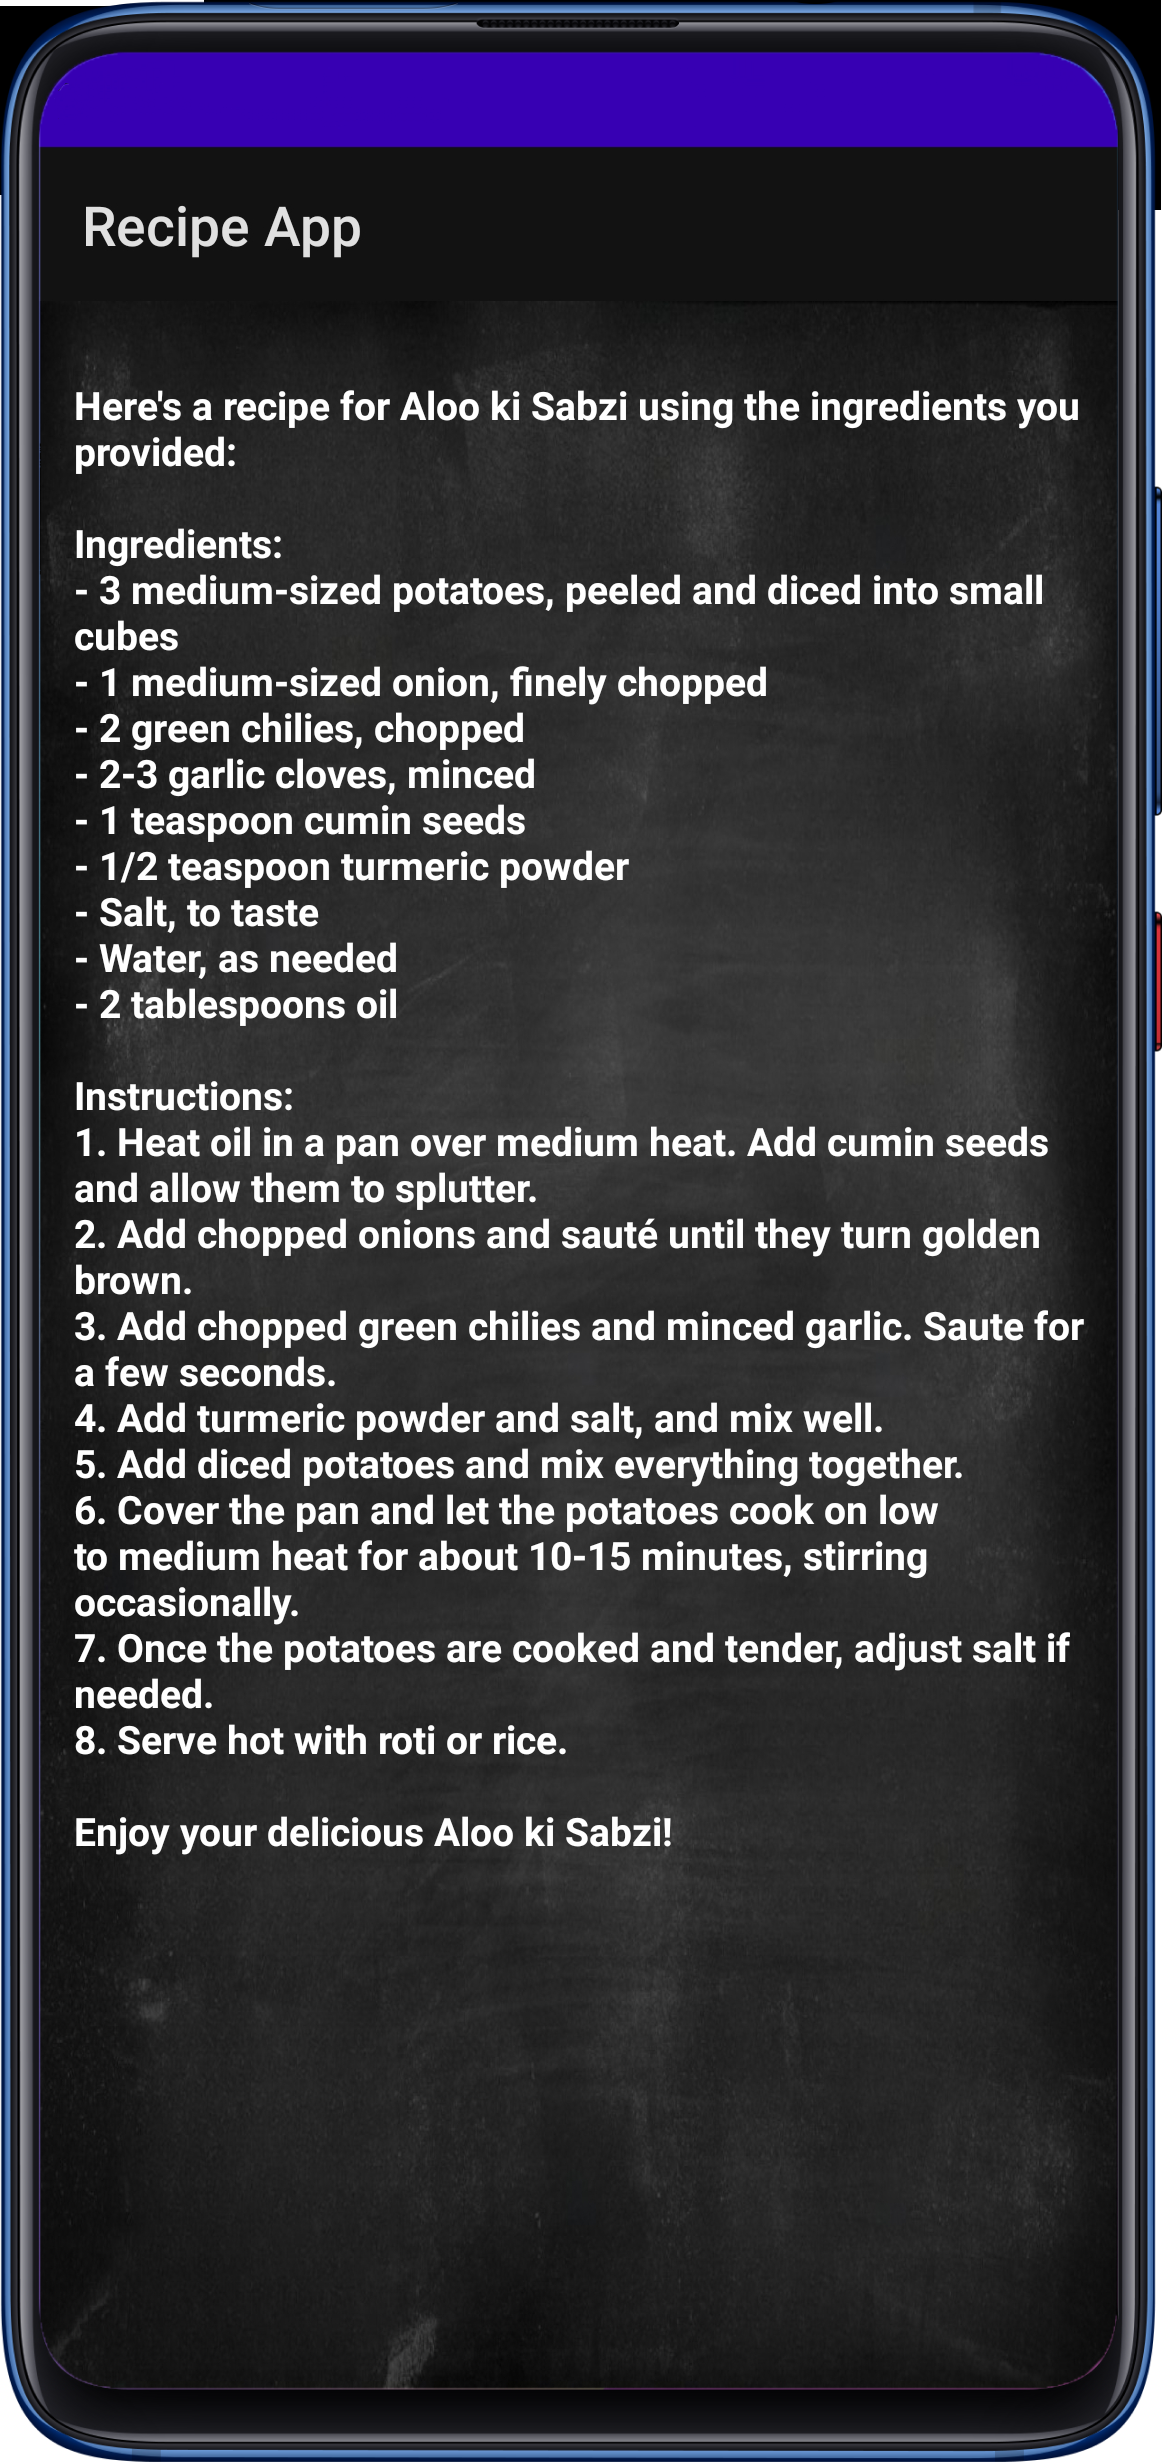 Recipe App
Here's a recipe for Aloo ki Sabzi using the ingredients you
provided:
Ingredients:
- 3 medium-sized potatoes, peeled and diced into small
cubes
- 1 medium-sized onion, finely chopped
- 2 green chilies, chopped
- 2-3 garlic cloves, minced
- 1 teaspoon cumin seeds
- 1/2 teaspoon turmeric powder
- Salt, to taste
- Water, as needed
- 2 tablespoons oil
Instructions:
1. Heat oil in a pan over medium heat. Add cumin seeds
and allow them to splutter.
2. Add chopped onions and sauté until they turn golden
brown.
3. Add chopped green chilies and minced garlic. Saute for
a few seconds.
4. Add turmeric powder and salt, and mix well.
5. Add diced potatoes and mix everything together.
6. Cover the pan and let the potatoes cook on low
to medium heat for about 10-15 minutes, stirring
occasionally.
7. Once the potatoes are cooked and tender, adjust salt if
needed.
8. Serve hot with roti or rice.
Enjoy your delicious Aloo ki Sabzi!